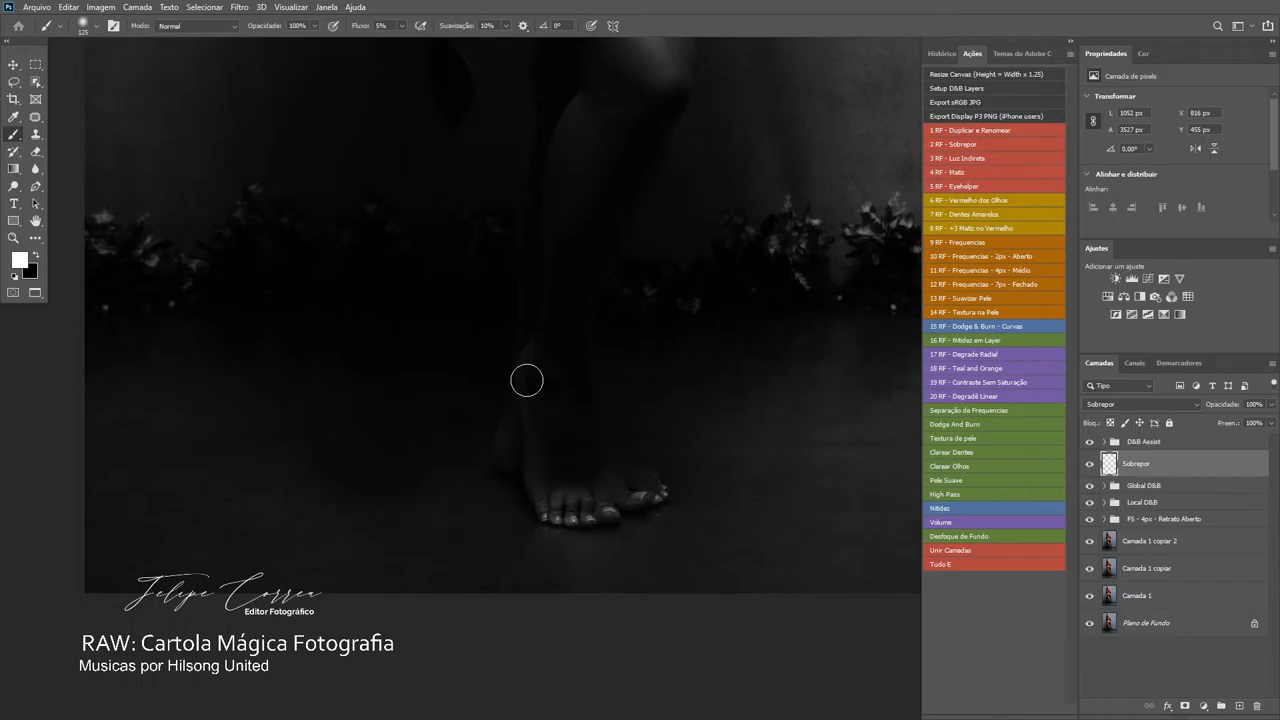 Ps Arquivo Editar Imagem Camada Texto Selecionar Filtro 3D Visualizar Janela Ajuda
125 Modo: Normal Opacidade: 100% Fluxo: 5% Suavização: 10% 0°
Histórico Ações Temas do Adobe C
Resize Canvas (Height = Width x 1.25)
Setup D&B Layers
Export sRGB JPG
Export Display P3 PNG (iPhone users)
1 RF - Duplicar e Renomear
2 RF - Sobrepor
3 RF - Luz Indireta
4 RF - Matiz
5 RF - Eyehelper
6 RF - Vermelho dos Olhos
7 RF - Dentes Amarelos
8 RF - +3 Matiz no Vermelho
9 RF - Frequencias
10 RF - Frequencias - 2px - Aberto
11 RF - Frequencias - 4px - Médio
12 RF - Frequencias - 7px - Fechado
13 RF - Suavizar Pele
14 RF - Textura na Pele
15 RF - Dodge & Burn - Curvas
16 RF - Nitidez em Layer
17 RF - Degrade Radial
18 RF - Teal and Orange
19 RF - Contraste Sem Saturação
20 RF - Degradê Linear
Separação de Frequencias
Dodge And Burn
Textura de pele
Clarear Dentes
Clarear Olhos
Pele Suave
High Pass
Nitidez
Volume
Desfoque de Fundo
Unir Camadas
Tudo E
Propriedades Cor
Camada de pixels
Transformar
L 1052 px X 816 px
A 3527 px Y 455 px
0,00°
Alinhar e distribuir
Alinhar:
Ajustes
Adicionar um ajuste
Camadas Canais Demarcadores
Tipo
Sobrepor Opacidade: 100%
Bloq.: Preen.: 100%
D&B Assist
Sobrepor
Global D&B
Local D&B
FS - 4px - Retrato Aberto
Camada 1 copiar 2
Camada 1 copiar
Camada 1
Plano de Fundo
Felipe Correa
Editor Fotográfico
RAW: Cartola Mágica Fotografia
Musicas por Hilsong United